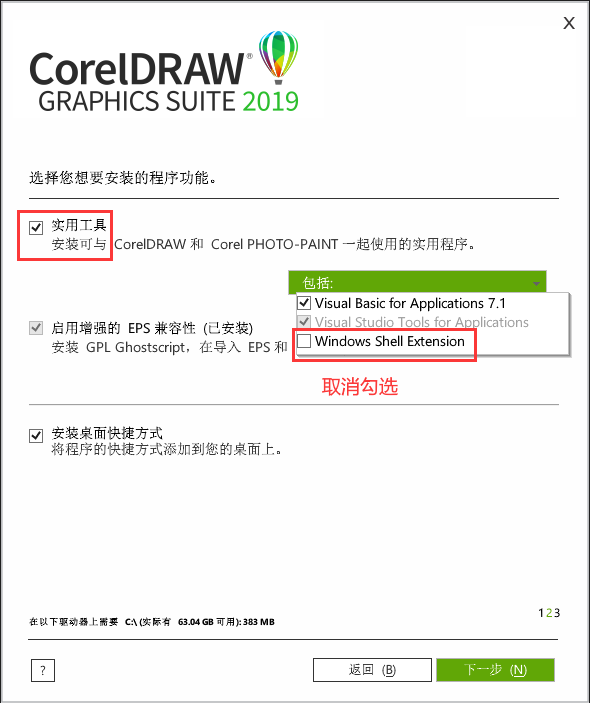 X
CorelDRAW®
GRAPHICS SUITE 2019
选择您想要安装的程序功能。
实用工具
安装可与 CorelDRAW 和 Corel PHOTO-PAINT 一起使用的实用程序。
包括:
Visual Basic for Applications 7.1
Visual Studio Tools for Applications
Windows Shell Extension
启用增强的 EPS 兼容性 (已安装)
安装 GPL Ghostscript，在导入 EPS 和
取消勾选
安装桌面快捷方式
将程序的快捷方式添加到您的桌面上。
在以下驱动器上需要 C:\ (实际有 63.04 GB 可用): 383 MB
1 2 3
?
返回 (B)
下一步 (N)